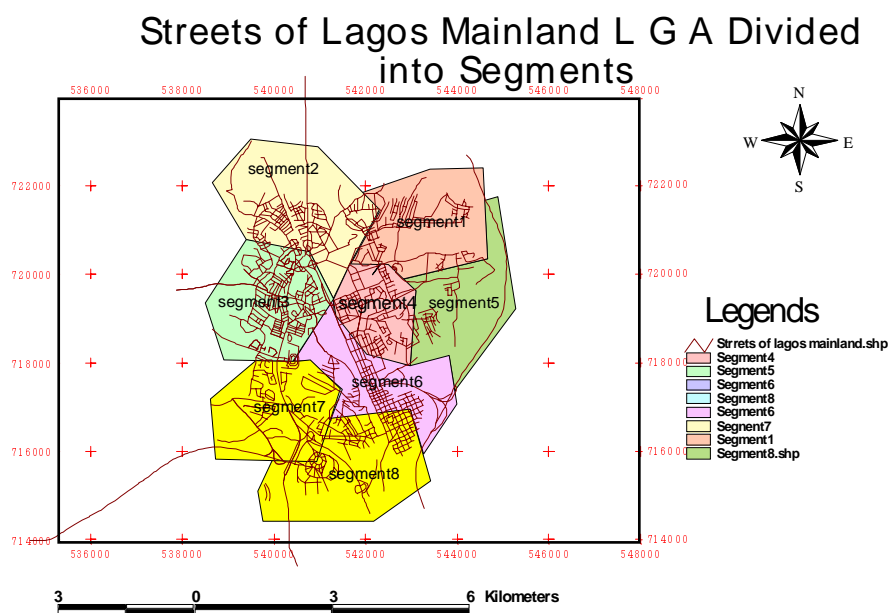 Streets of Lagos Mainland L G A Divided
into Segments
536000 538000 540000 542000 544000 546000 548000
N
W E
S
segment2
722000 722000
segment1
720000 720000
segment3 segment4 segment5
718000 718000
segment6
segment7
716000 716000
segment8
714000 714000
536000 538000 540000 542000 544000 546000 548000
Legends
Strrets of lagos mainland.shp
Segment4
Segment5
Segment6
Segment8
Segment6
Segnent7
Segment1
Segment8.shp
3 0 3 6 Kilometers